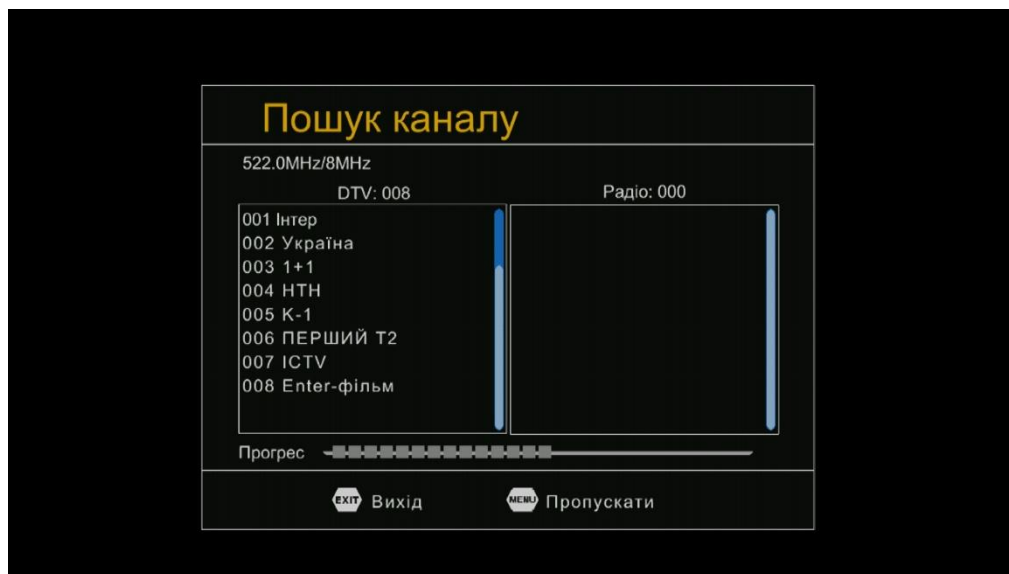 Пошук каналу
522.0MHz/8MHz
DTV: 008 Радіо: 000
001 Інтер
002 Україна
003 1+1
004 НТН
005 К-1
006 ПЕРШИЙ Т2
007 ICTV
008 Enter-фільм
Прогрес
EXIT Вихід MENU Пропускати